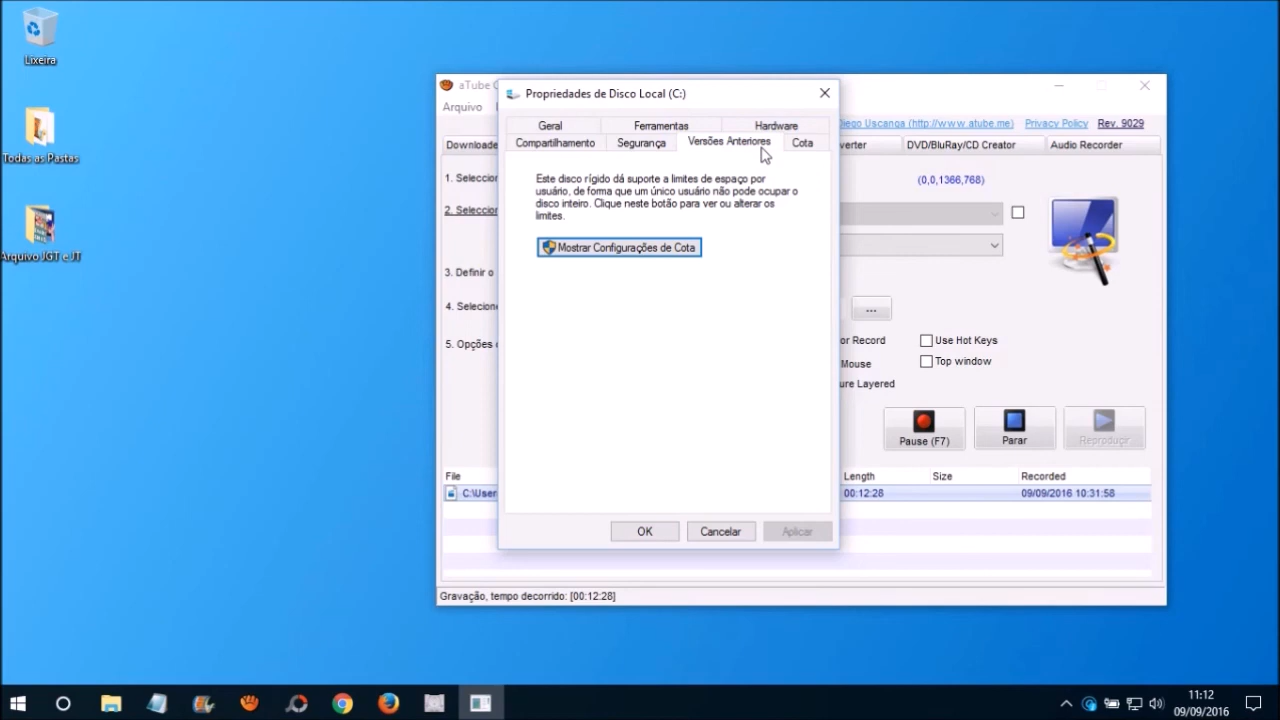 Lixeira
Todas as Pastas
Arquivo JGT e JT
aTube C
Arquivo
Diego Uscanga (http://www.atube.me)
Privacy Policy
Rev. 9029
Downloade
verter
DVD/BluRay/CD Creator
Audio Recorder
1. Seleccior
(0,0,1366,768)
2. Seleccior
3. Definir o
4. Selecione
...
5. Opções
or Record
Use Hot Keys
Mouse
Top window
ure Layered
Pause (F7)
Parar
Reproduçir
File
Length
Size
Recorded
C:\User
00:12:28
09/09/2016 10:31:58
Gravação, tempo decorrido: [00:12:28]
Propriedades de Disco Local (C:)
Geral
Ferramentas
Hardware
Compartilhamento
Segurança
Versões Anteriores
Cota
Este disco rígido dá suporte a limites de espaço por
usuário, de forma que um único usuário não pode ocupar o
disco inteiro. Clique neste botão para ver ou alterar os
limites.
Mostrar Configurações de Cota
OK
Cancelar
Aplicar
11:12
09/09/2016